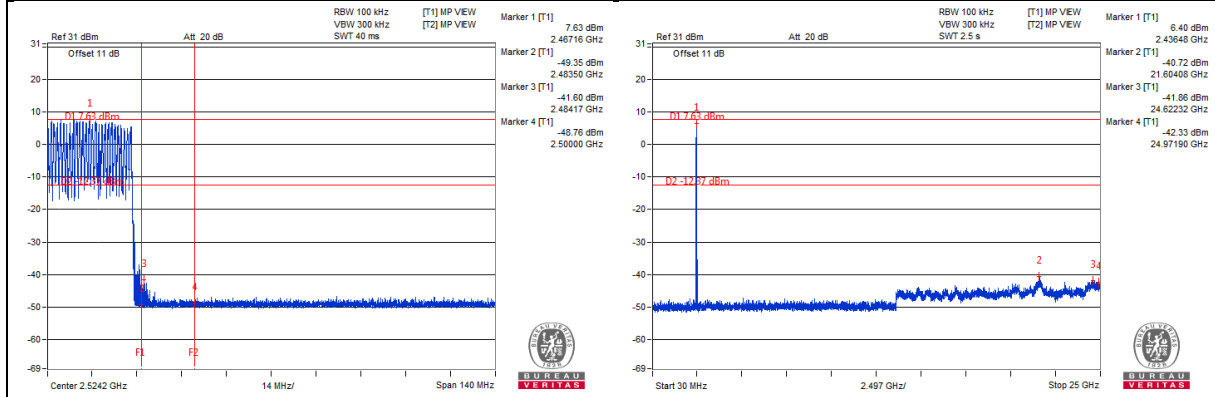 RBW 100 kHz [T1] MP VIEW
VBW 300 kHz [T2] MP VIEW
Ref 31 dBm Att 20 dB SWT 40 ms
Offset 11 dB
Marker 1 [T1]
7.63 dBm
2.46716 GHz
Marker 2 [T1]
-49.35 dBm
2.48350 GHz
Marker 3 [T1]
-41.60 dBm
2.48417 GHz
Marker 4 [T1]
-48.76 dBm
2.50000 GHz
31
20
10
0
-10
-20
-30
-40
-50
-60
-69
1
D1 7.63 dBm
D2 -12.37 dBm
3
4
F1
F2
Center 2.5242 GHz 14 MHz/ Span 140 MHz
BUREAU VERITAS
1828
BUREAU
VERITAS
RBW 100 kHz [T1] MP VIEW
VBW 300 kHz [T2] MP VIEW
Ref 31 dBm Att 20 dB SWT 2.5 s
Offset 11 dB
Marker 1 [T1]
6.40 dBm
2.43648 GHz
Marker 2 [T1]
-40.72 dBm
21.60408 GHz
Marker 3 [T1]
-41.86 dBm
24.62232 GHz
Marker 4 [T1]
-42.33 dBm
24.97190 GHz
31
20
10
0
-10
-20
-30
-40
-50
-60
-69
1
D1 7.63 dBm
D2 -12.37 dBm
2
3
4
Start 30 MHz 2.497 GHz/ Stop 25 GHz
BUREAU VERITAS
1828
BUREAU
VERITAS